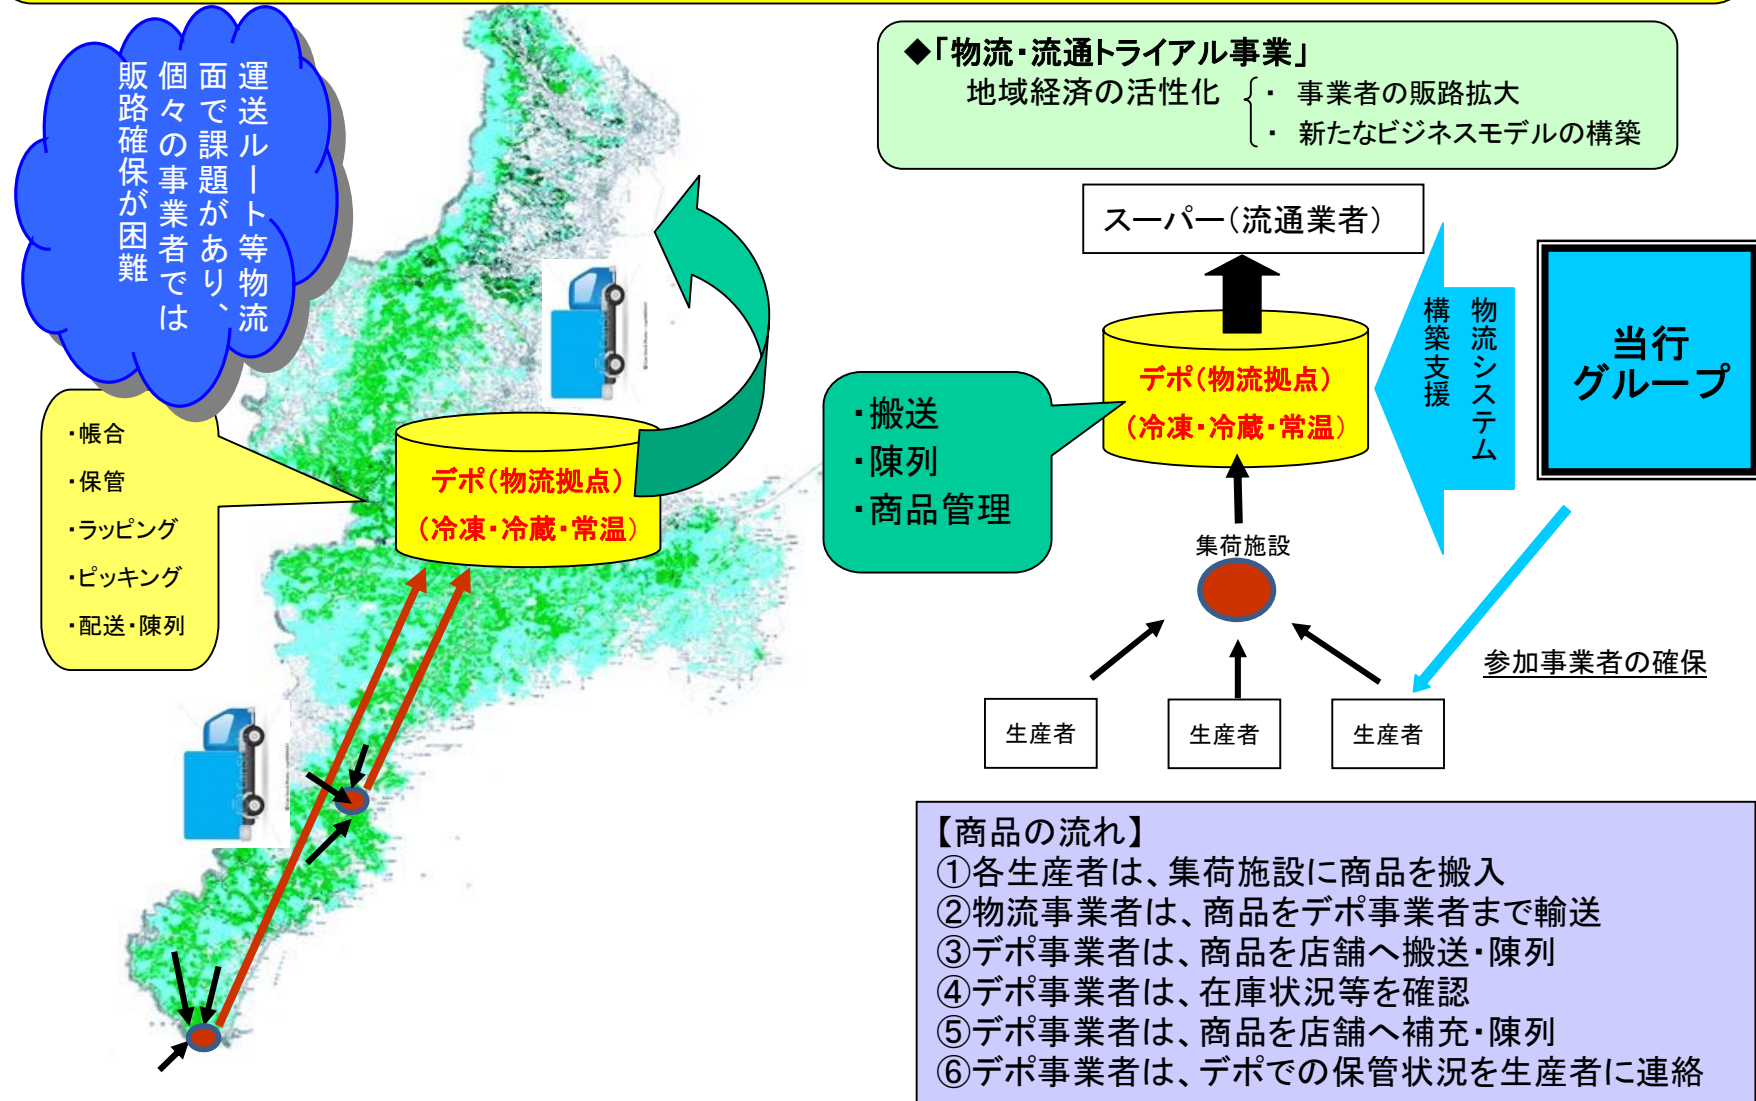 運送ルート等物流
面で課題があり、
個々の事業者では
販路確保が困難
◆「物流・流通トライアル事業」
地域経済の活性化
・ 事業者の販路拡大
・ 新たなビジネスモデルの構築
・帳合
・保管
・ラッピング
・ピッキング
・配送・陳列
デポ(物流拠点)
(冷凍・冷蔵・常温)
スーパー(流通業者)
デポ(物流拠点)
(冷凍・冷蔵・常温)
・搬送
・陳列
・商品管理
物流システム
構築支援
当行
グループ
集荷施設
参加事業者の確保
生産者
生産者
生産者
【商品の流れ】
①各生産者は、集荷施設に商品を搬入
②物流事業者は、商品をデポ事業者まで輸送
③デポ事業者は、商品を店舗へ搬送・陳列
④デポ事業者は、在庫状況等を確認
⑤デポ事業者は、商品を店舗へ補充・陳列
⑥デポ事業者は、デポでの保管状況を生産者に連絡